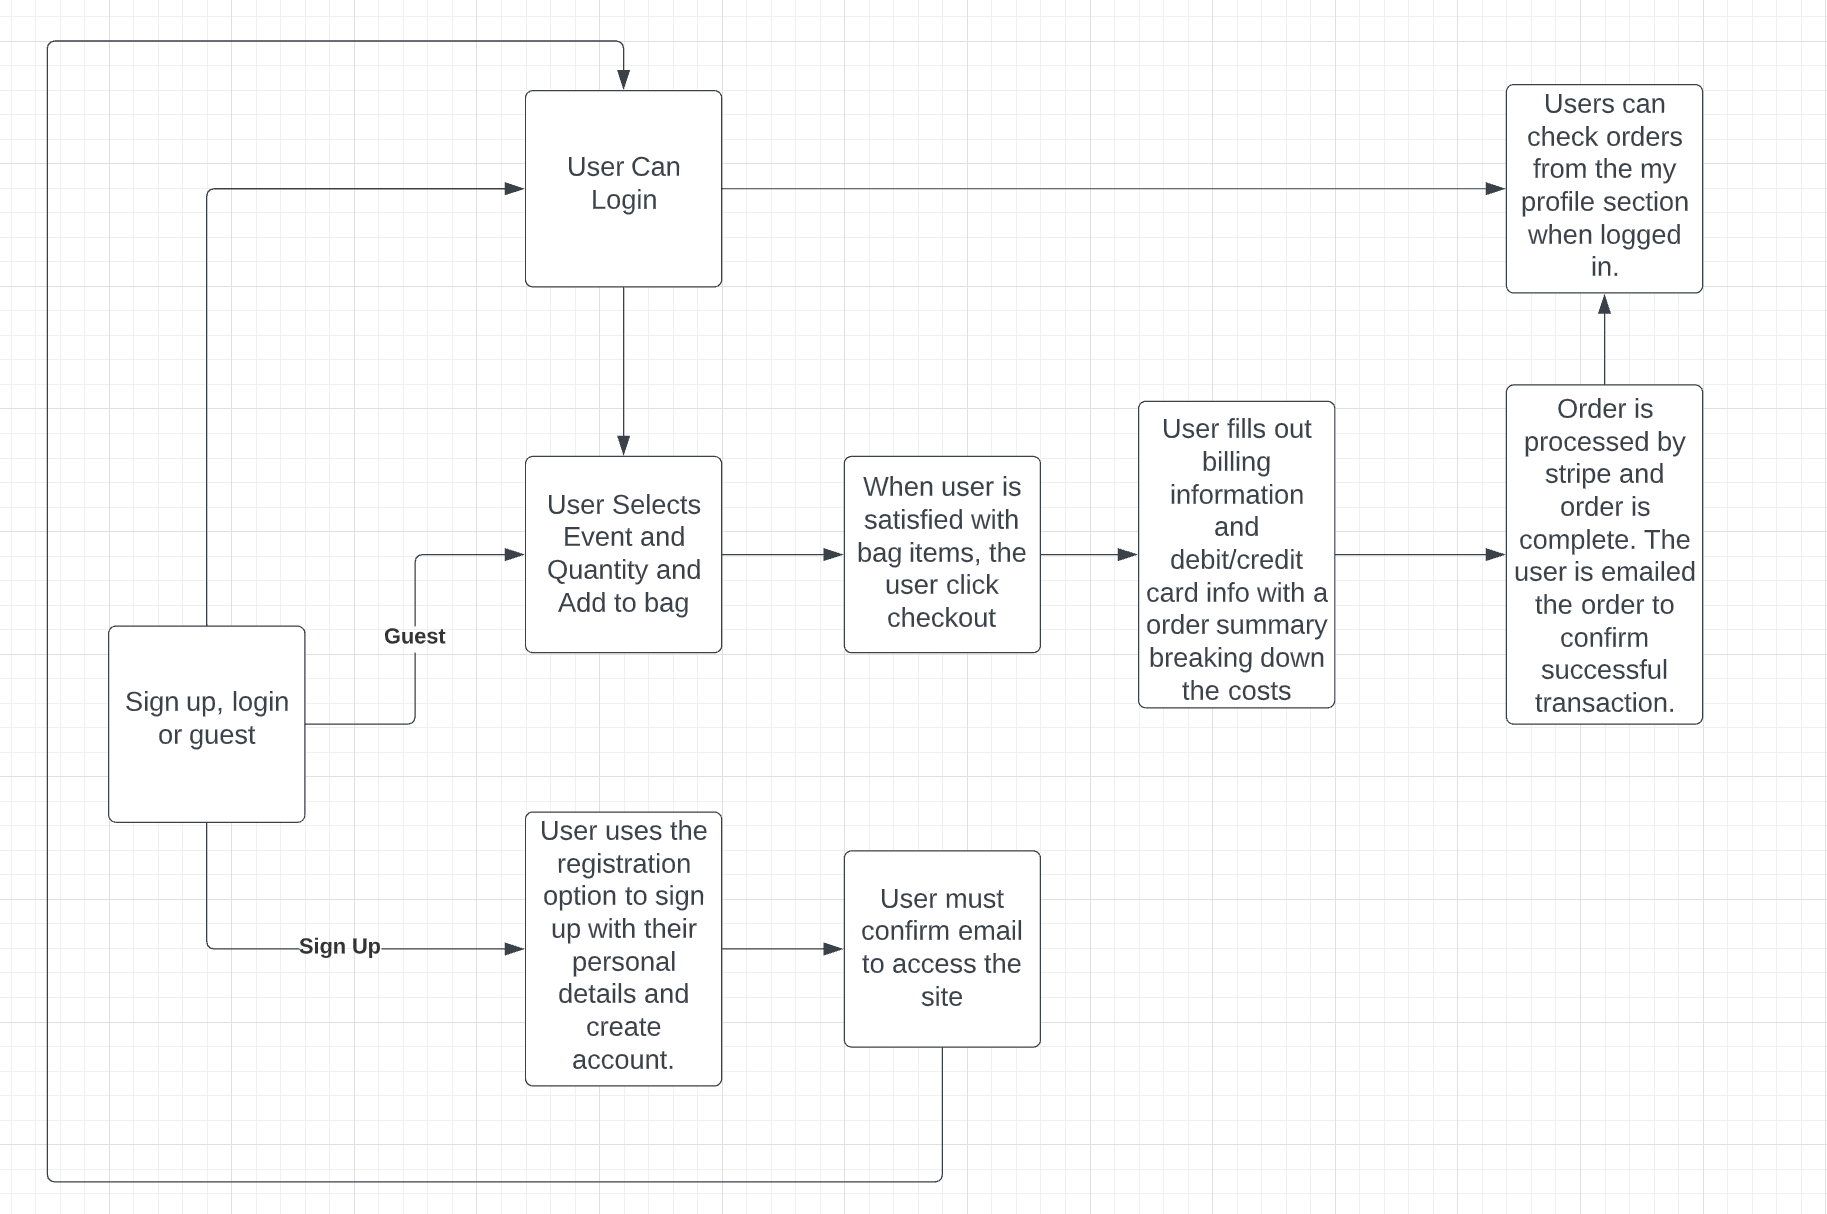 User Can
Login
Users can
check orders
from the my
profile section
when logged
in.
User Selects
Event and
Quantity and
Add to bag
When user is
satisfied with
bag items, the
user click
checkout
User fills out
billing
information
and
debit/credit
card info with a
order summary
breaking down
the costs
Order is
processed by
stripe and
order is
complete. The
user is emailed
the order to
confirm
successful
transaction.
Guest
Sign up, login
or guest
Sign Up
User uses the
registration
option to sign
up with their
personal
details and
create
account.
User must
confirm email
to access the
site